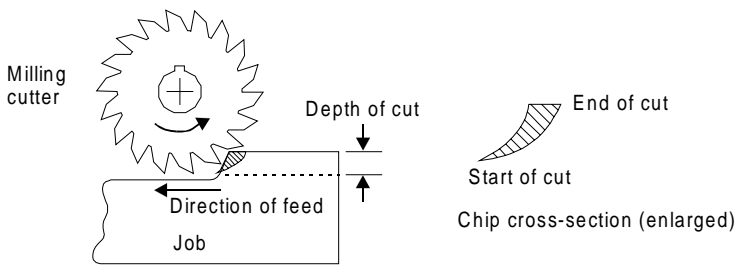 Milling
cutter
Depth of cut
Direction of feed
Job
End of cut
Start of cut
Chip cross-section (enlarged)